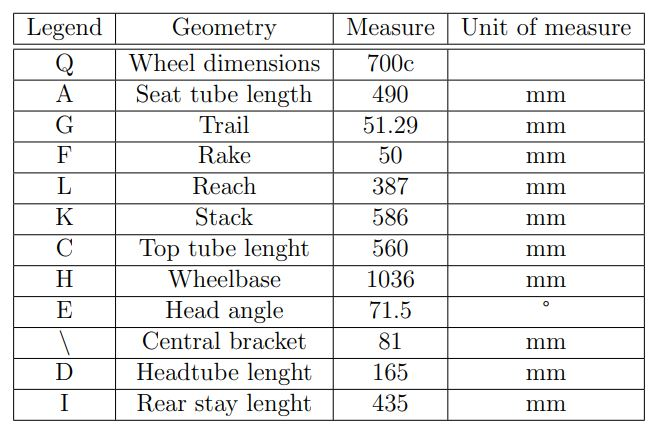 Legend Geometry Measure Unit of measure
Q Wheel dimensions 700c
A Seat tube length 490 mm
G Trail 51.29 mm
F Rake 50 mm
L Reach 387 mm
K Stack 586 mm
C Top tube lenght 560 mm
H Wheelbase 1036 mm
E Head angle 71.5 °
\ Central bracket 81 mm
D Headtube lenght 165 mm
I Rear stay lenght 435 mm